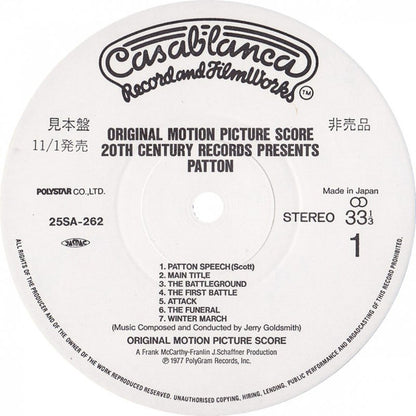 Casablanca
Record and FilmWorks
TM
見本盤
非売品
11/1発売
ORIGINAL MOTION PICTURE SCORE
20TH CENTURY RECORDS PRESENTS
PATTON
POLYSTAR CO., LTD.
Made in Japan
25SA-262
STEREO 33 1/3
1
1. PATTON SPEECH(Scott)
2. MAIN TITLE
3. THE BATTLEGROUND
4. THE FIRST BATTLE
5. ATTACK
6. THE FUNERAL
7. WINTER MARCH
(Music Composed and Conducted by Jerry Goldsmith)
ORIGINAL MOTION PICTURE SCORE
A Frank McCarthy-Franlin J.Schaffner Production
Ⓟ1977 PolyGram Records, Inc.
ALL RIGHTS OF THE PRODUCER AND OF THE OWNER OF THE WORK REPRODUCED RESERVED. UNAUTHORISED COPYING, HIRING, LENDING, PUBLIC PERFORMANCE AND BROADCASTING OF THIS RECORD PROHIBITED.